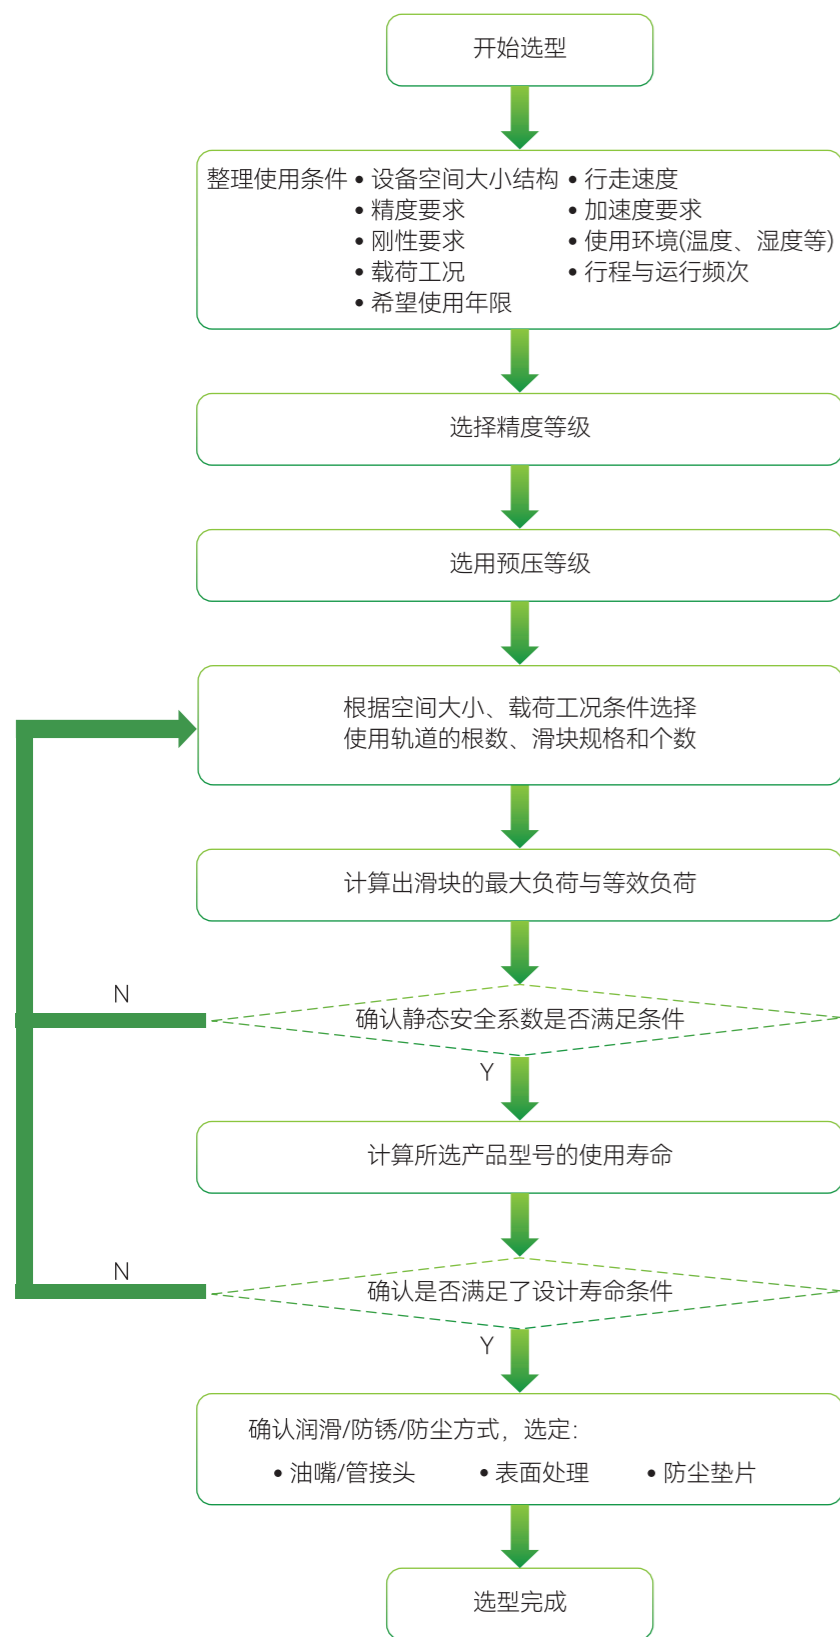 开始选型
整理使用条件 • 设备空间大小结构 • 行走速度
• 精度要求 • 加速度要求
• 刚性要求 • 使用环境(温度、湿度等)
• 载荷工况 • 行程与运行频次
• 希望使用年限
选择精度等级
选用预压等级
根据空间大小、载荷工况条件选择
使用轨道的根数、滑块规格和个数
计算出滑块的最大负荷与等效负荷
N
确认静态安全系数是否满足条件
Y
计算所选产品型号的使用寿命
N
确认是否满足了设计寿命条件
Y
确认润滑/防锈/防尘方式，选定：
• 油嘴/管接头 • 表面处理 • 防尘垫片
选型完成